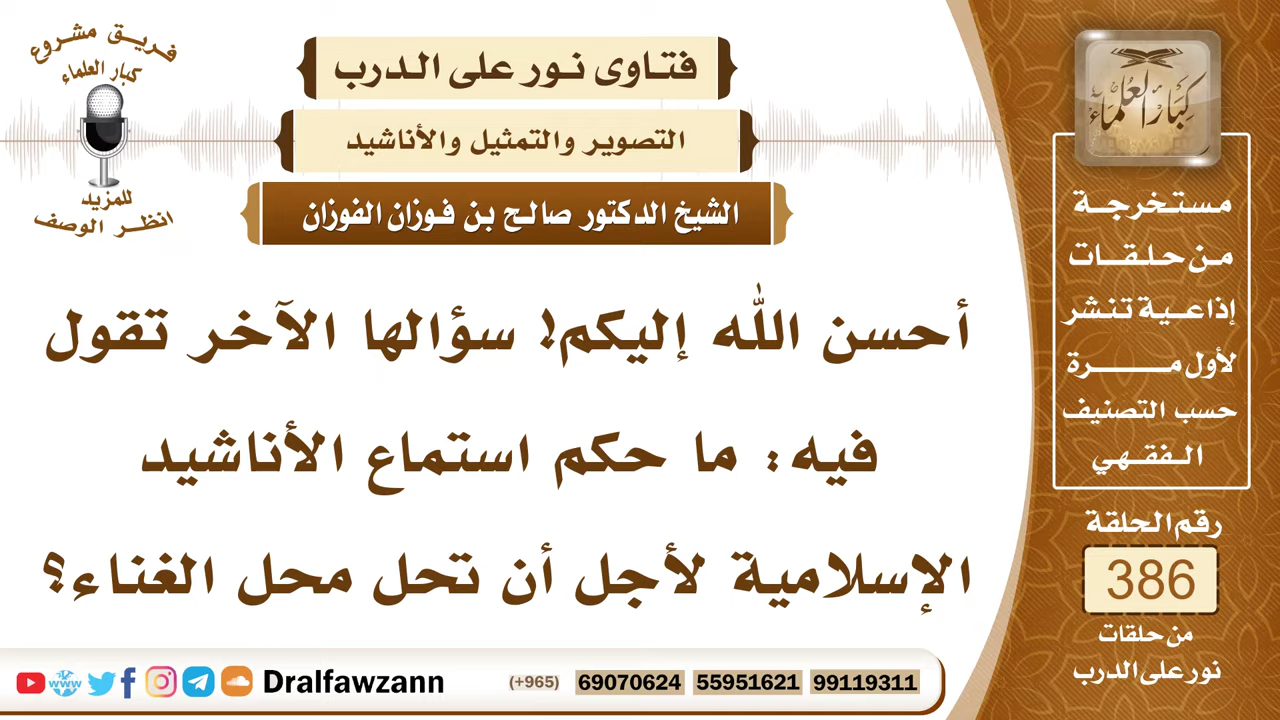 فريق مشروع
كبار العلماء
للمزيد
انظر الوصف
فتاوى نور على الدرب
التصوير والتمثيل والأناشيد
الشيخ الدكتور صالح بن فوزان الفوزان
أحسن الله إليكم! سؤالها الآخر تقول
فيه: ما حكم استماع الأناشيد
الإسلامية لأجل أن تحل محل الغناء؟
كبار العلماء
مستخرجة
من حلقات
إذاعية تنشر
لأول مرة
حسب التصنيف
الفقهي
رقم الحلقة
386
من حلقات
نور على الدرب
www
Dralfawzann
(+965) 69070624 55951621 99119311